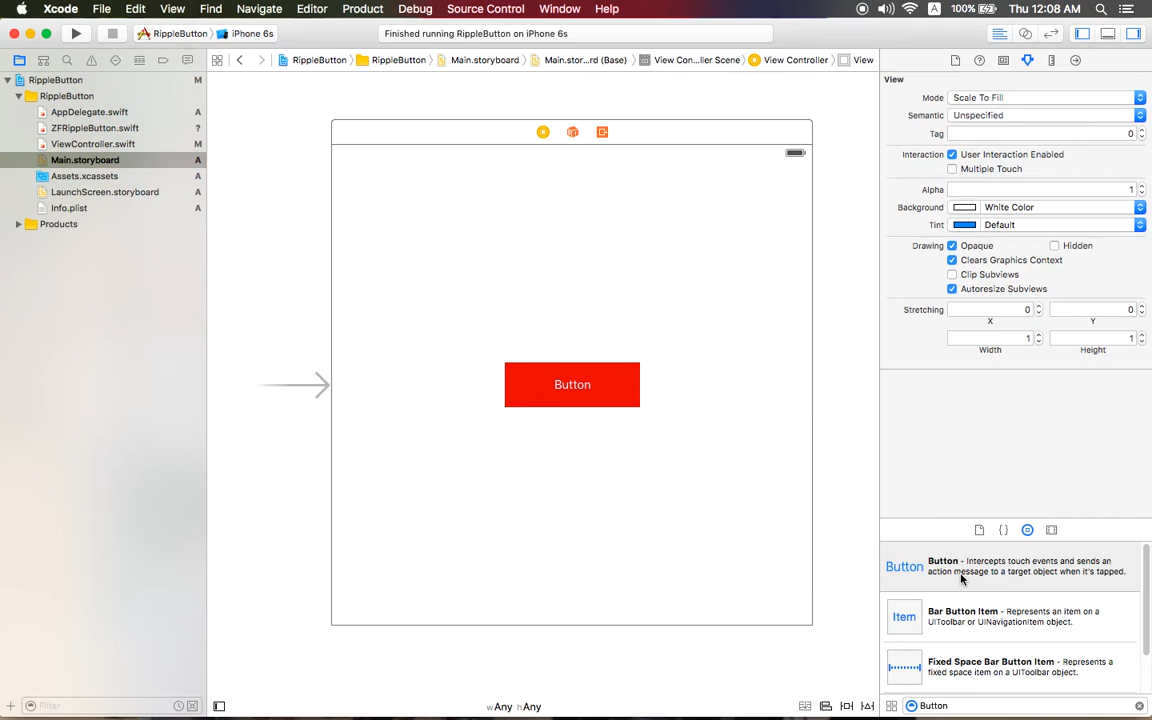 Xcode File Edit View Find Navigate Editor Product Debug Source Control Window Help A 100% Thu 12:08 AM
RippleButton iPhone 6s Finished running RippleButton on iPhone 6s
RippleButton RippleButton Main.storyboard Main.stor...rd (Base) View Con...ller Scene View Controller View
RippleButton M
RippleButton
AppDelegate.swift A
ZFRippleButton.swift ?
ViewController.swift M
Main.storyboard A
Assets.xcassets A
LaunchScreen.storyboard A
Info.plist A
Products
Button
View
Mode Scale To Fill
Semantic Unspecified
Tag 0
Interaction User Interaction Enabled
Multiple Touch
Alpha 1
Background White Color
Tint Default
Drawing Opaque Hidden
Clears Graphics Context
Clip Subviews
Autoresize Subviews
Stretching 0 0
X Y
1 1
Width Height
{ }
Button Button - Intercepts touch events and sends an
action message to a target object when it's tapped.
Item Bar Button Item - Represents an item on a
UIToolbar or UINavigationItem object.
Fixed Space Bar Button Item - Represents a
fixed space item on a UIToolbar object.
Filter
wAny hAny
Button